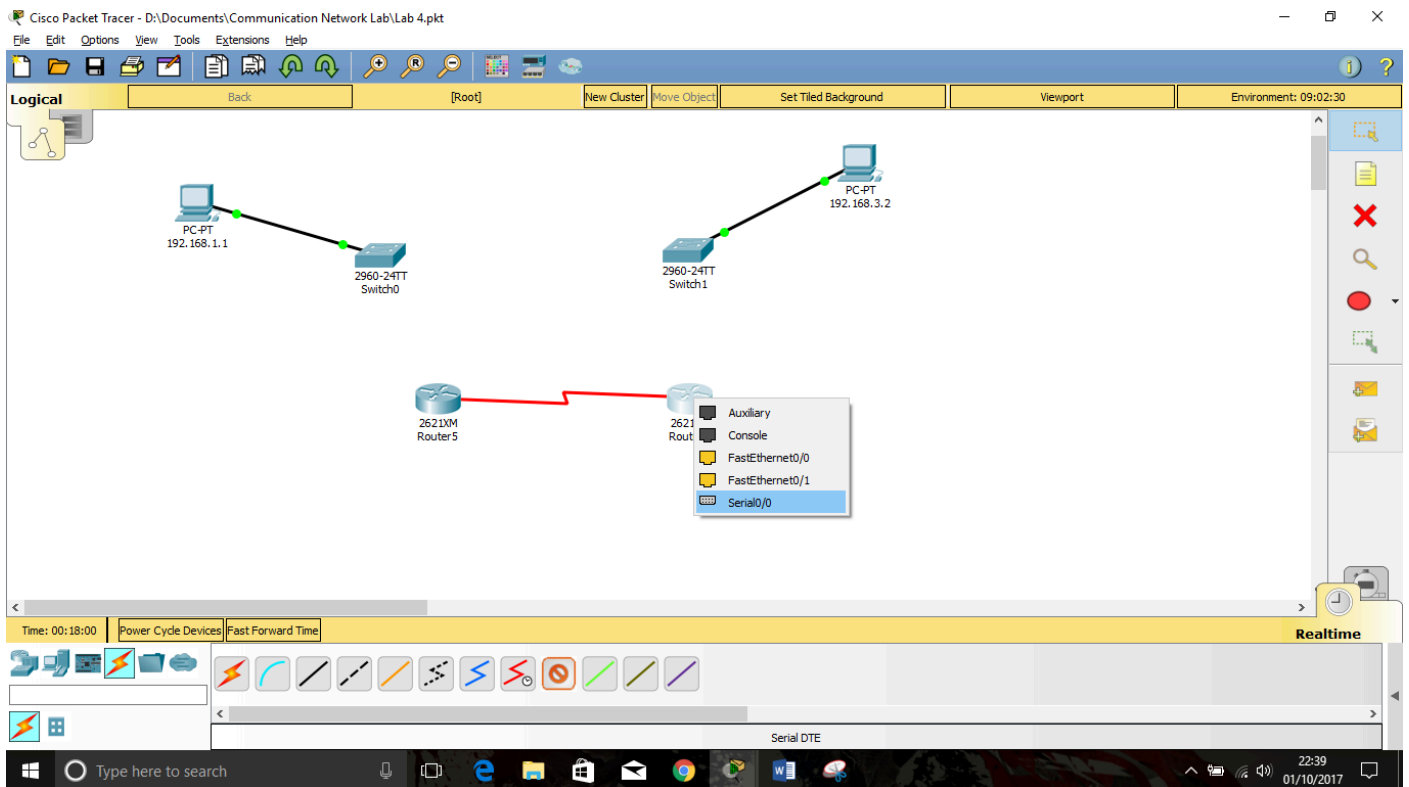 Cisco Packet Tracer - D:\Documents\Communication Network Lab\Lab 4.pkt
File Edit Options View Tools Extensions Help
Logical
Back
[Root]
New Cluster
Move Object
Set Tiled Background
Viewport
Environment: 09:02:30
PC-PT
192.168.1.1
2960-24TT
Switch0
PC-PT
192.168.3.2
2960-24TT
Switch1
2621XM
Router5
2621
Rout
Auxiliary
Console
FastEthernet0/0
FastEthernet0/1
Serial0/0
Time: 00:18:00
Power Cycle Devices
Fast Forward Time
Realtime
Serial DTE
Type here to search
22:39
01/10/2017